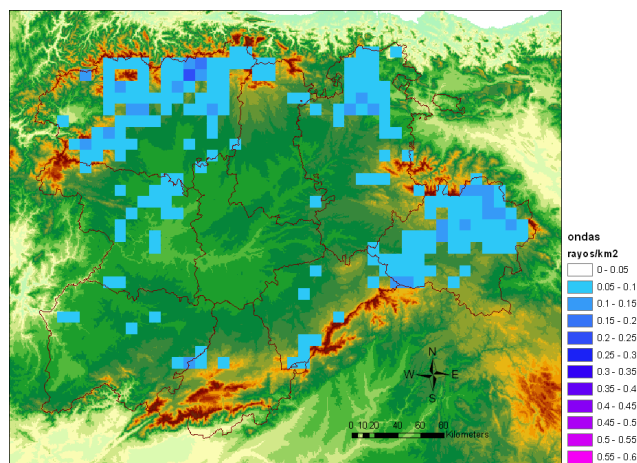 ondas
rayos/km2
0 - 0.05
0.05 - 0.1
0.1 - 0.15
0.15 - 0.2
0.2 - 0.25
0.25 - 0.3
0.3 - 0.35
0.35 - 0.4
0.4 - 0.45
0.45 - 0.5
0.5 - 0.55
0.55 - 0.6
N
W E
S
0 10 20 40 60 80
Kilometers